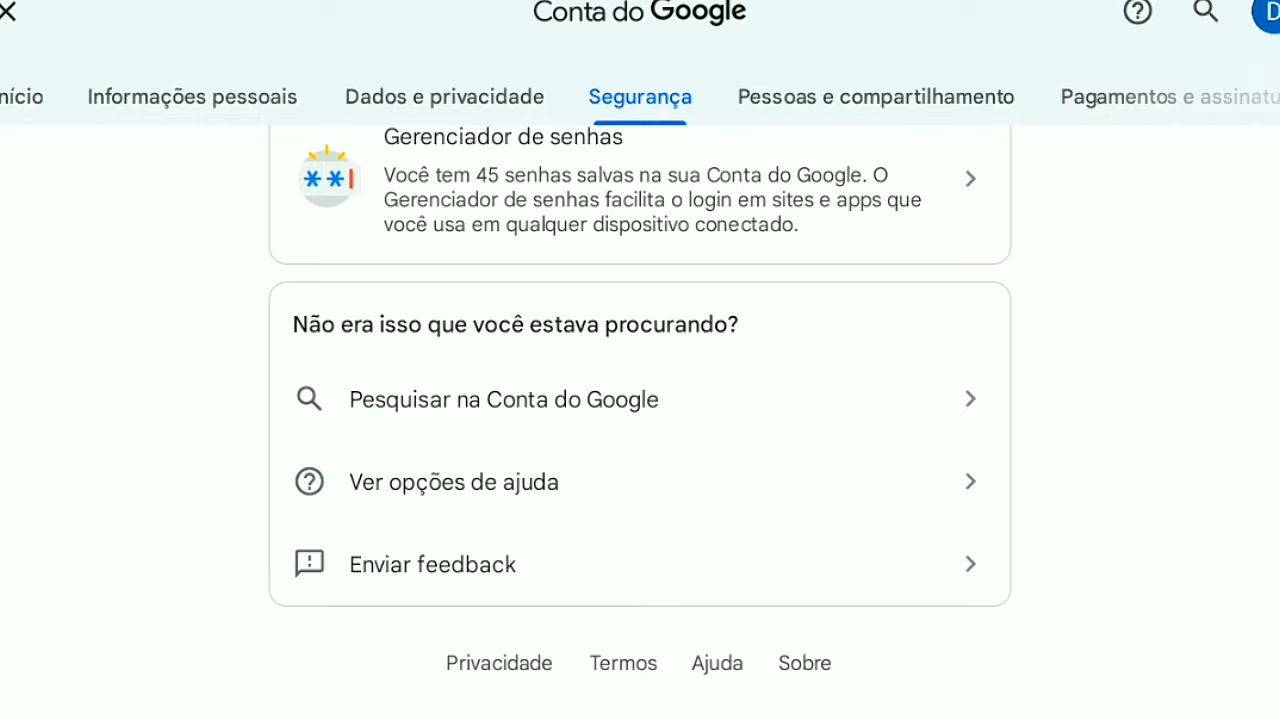 Conta do Google
D
nício
Informações pessoais
Dados e privacidade
Segurança
Pessoas e compartilhamento
Pagamentos e assinatu
Gerenciador de senhas
Você tem 45 senhas salvas na sua Conta do Google. O
Gerenciador de senhas facilita o login em sites e apps que
você usa em qualquer dispositivo conectado.
Não era isso que você estava procurando?
Pesquisar na Conta do Google
Ver opções de ajuda
Enviar feedback
Privacidade
Termos
Ajuda
Sobre